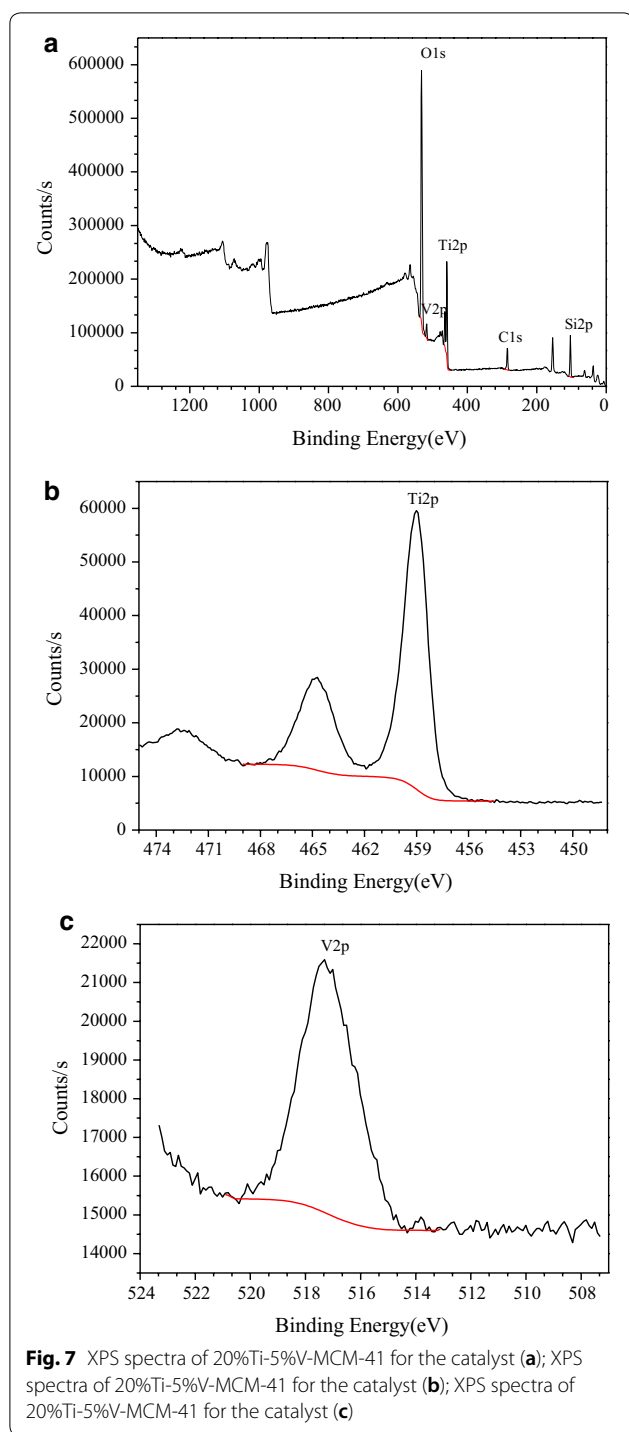 a
O1s
600000
500000
400000
300000
200000
100000
0
Counts/s
Ti2p
V2p
C1s
Si2p
1200 1000 800 600 400 200 0
Binding Energy(eV)
b
Ti2p
60000
50000
40000
30000
20000
10000
0
Counts/s
474 471 468 465 462 459 456 453 450
Binding Energy(eV)
c
V2p
22000
21000
20000
19000
18000
17000
16000
15000
14000
Counts/s
524 522 520 518 516 514 512 510 508
Binding Energy(eV)
Fig. 7 XPS spectra of 20%Ti-5%V-MCM-41 for the catalyst (a); XPS
spectra of 20%Ti-5%V-MCM-41 for the catalyst (b); XPS spectra of
20%Ti-5%V-MCM-41 for the catalyst (c)